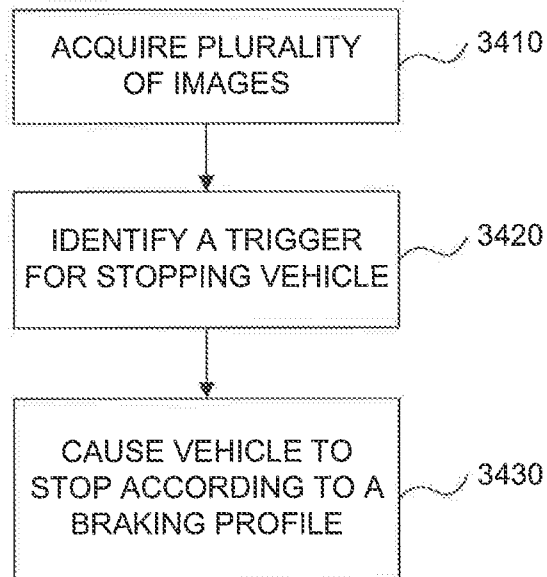 ACQUIRE PLURALITY
OF IMAGES
3410
IDENTIFY A TRIGGER
FOR STOPPING VEHICLE
3420
CAUSE VEHICLE TO
STOP ACCORDING TO A
BRAKING PROFILE
3430